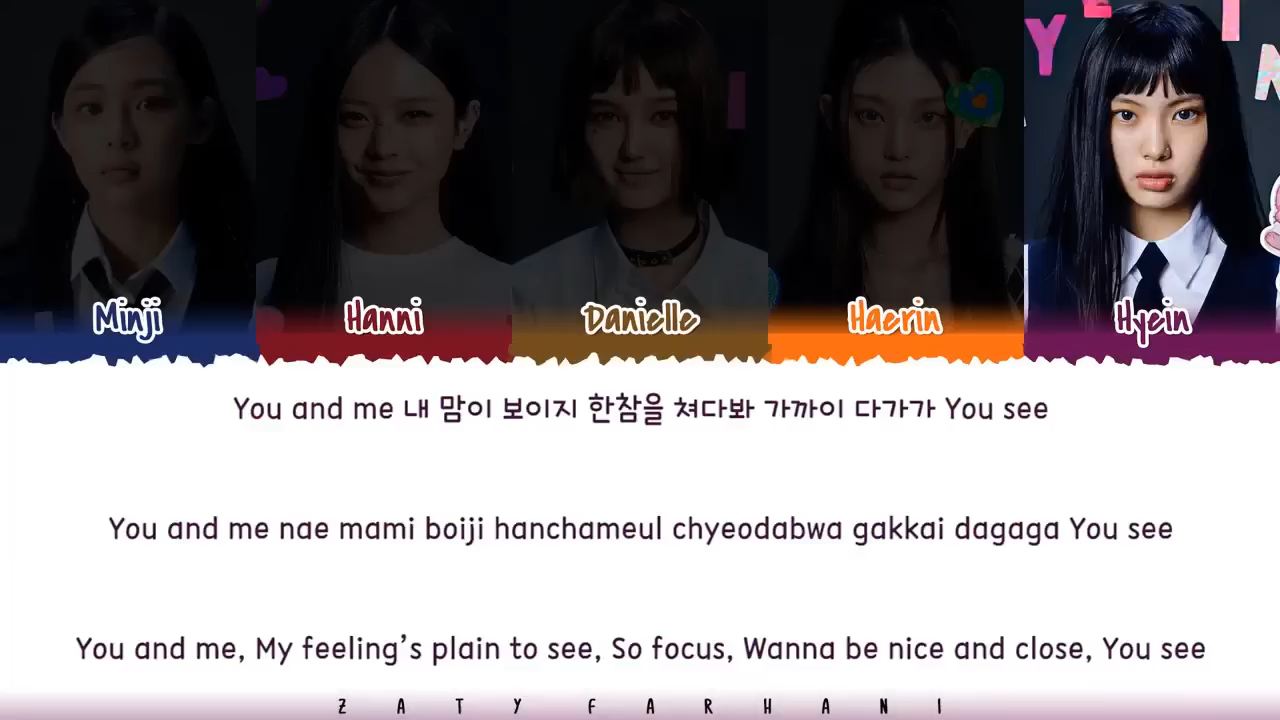 Minji Hanni Danielle Haerin Hyein
You and me 내 맘이 보이지 한참을 쳐다봐 가까이 다가가 You see
You and me nae mami boiji hanchameul chyeodabwa gakkai dagaga You see
You and me, My feeling's plain to see, So focus, Wanna be nice and close, You see
ZATY FARHANI